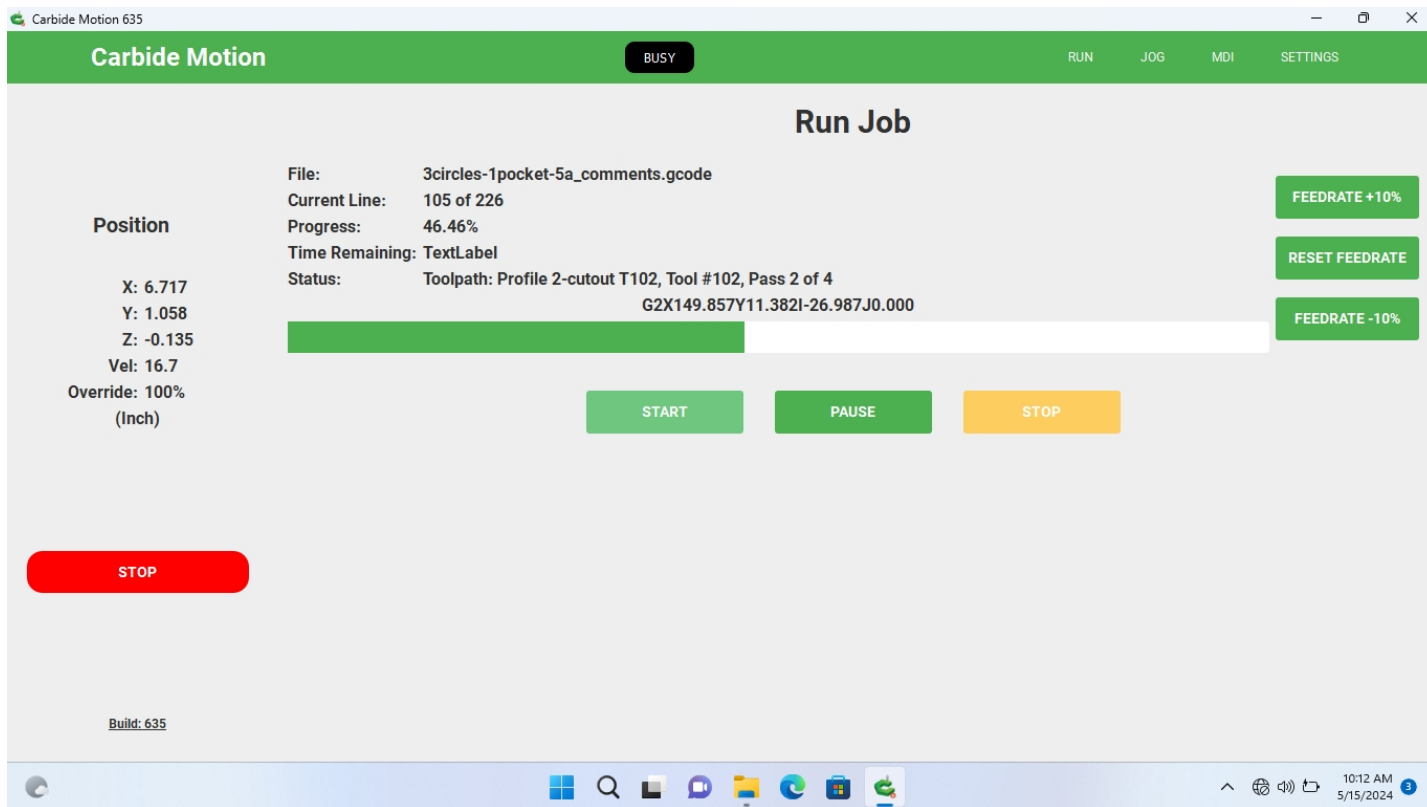 Carbide Motion 635
Carbide Motion
BUSY
RUN JOG MDI SETTINGS
Run Job
File: 3circles-1pocket-5a_comments.gcode
Current Line: 105 of 226
Progress: 46.46%
Time Remaining: TextLabel
Status: Toolpath: Profile 2-cutout T102, Tool #102, Pass 2 of 4
G2X149.857Y11.382I-26.987J0.000
START PAUSE STOP
FEEDRATE +10%
RESET FEEDRATE
FEEDRATE -10%
Position
X: 6.717
Y: 1.058
Z: -0.135
Vel: 16.7
Override: 100%
(Inch)
STOP
Build: 635
10:12 AM
5/15/2024
3